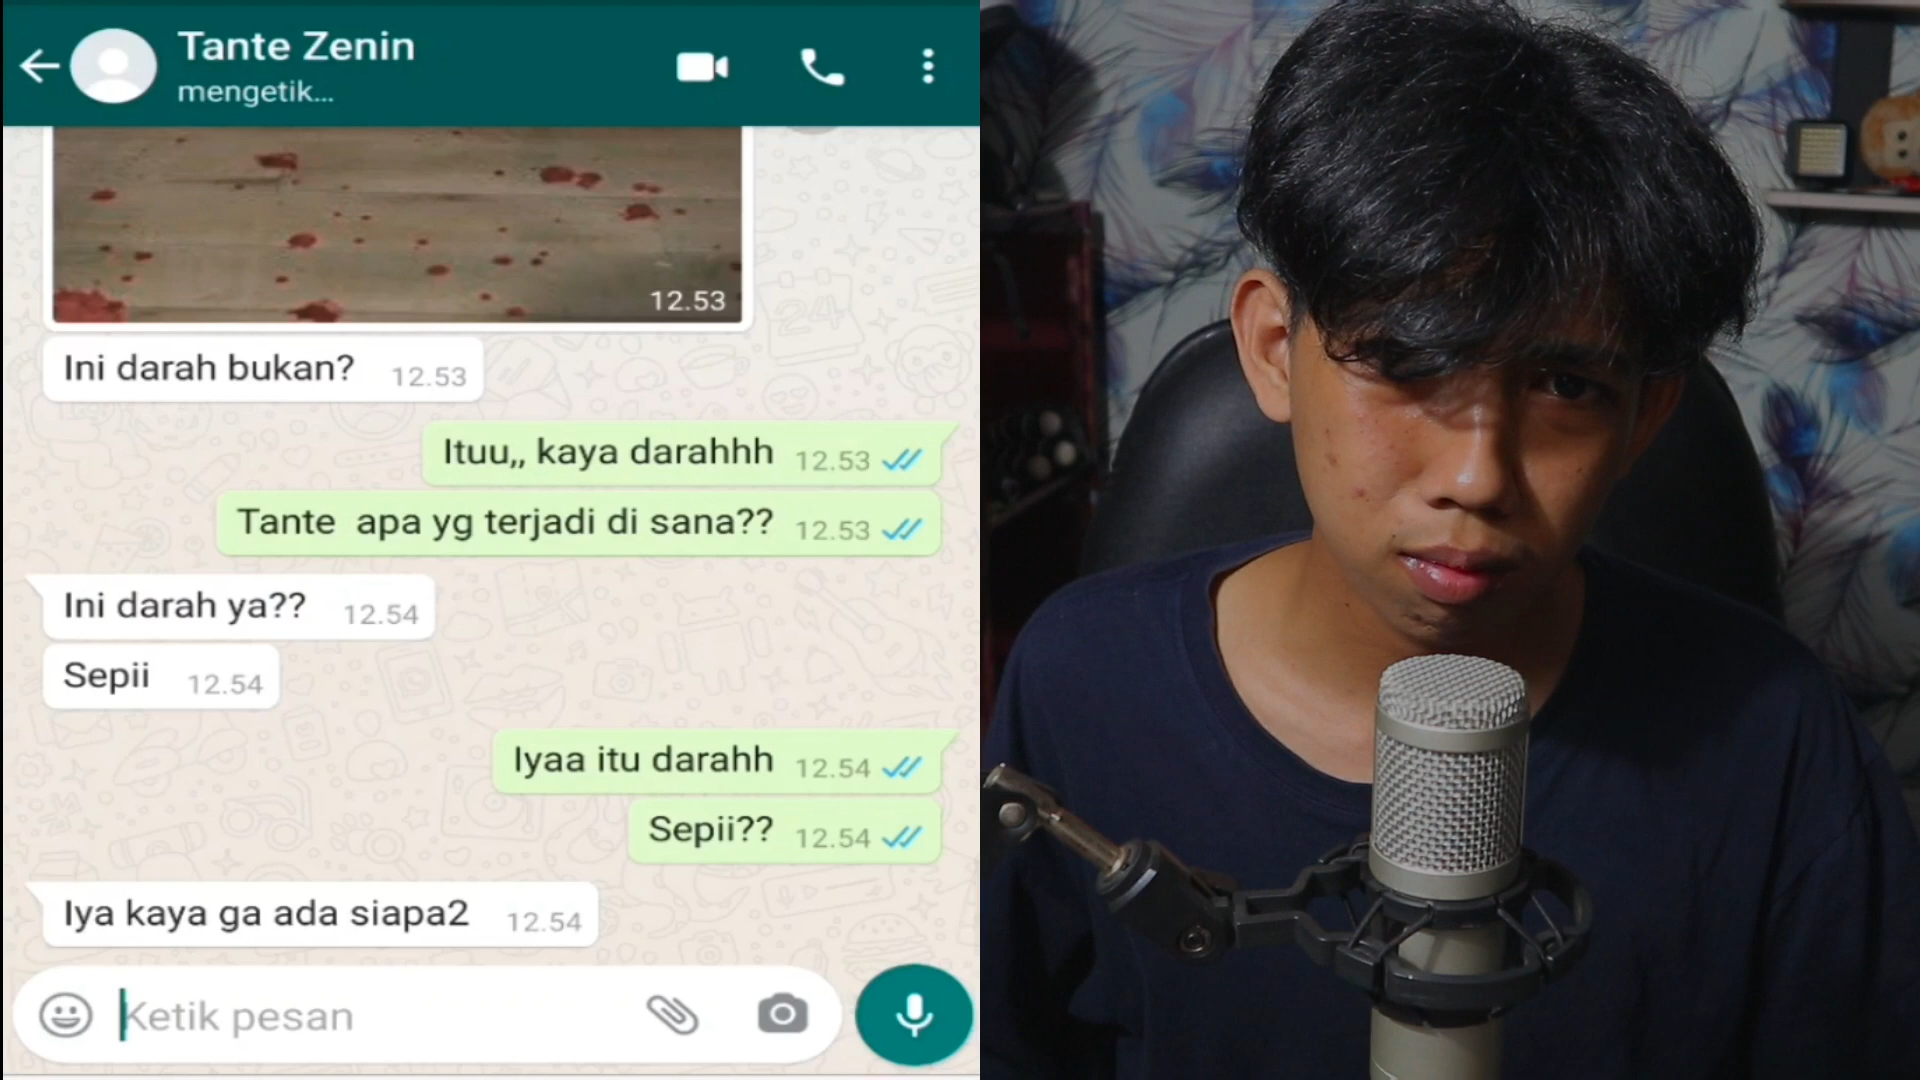 Tante Zenin
mengetik...
12.53
Ini darah bukan? 12.53
Ituu,, kaya darahhh 12.53
Tante apa yg terjadi di sana?? 12.53
Ini darah ya?? 12.54
Sepii 12.54
Iyaa itu darahh 12.54
Sepii?? 12.54
Iya kaya ga ada siapa2 12.54
Ketik pesan